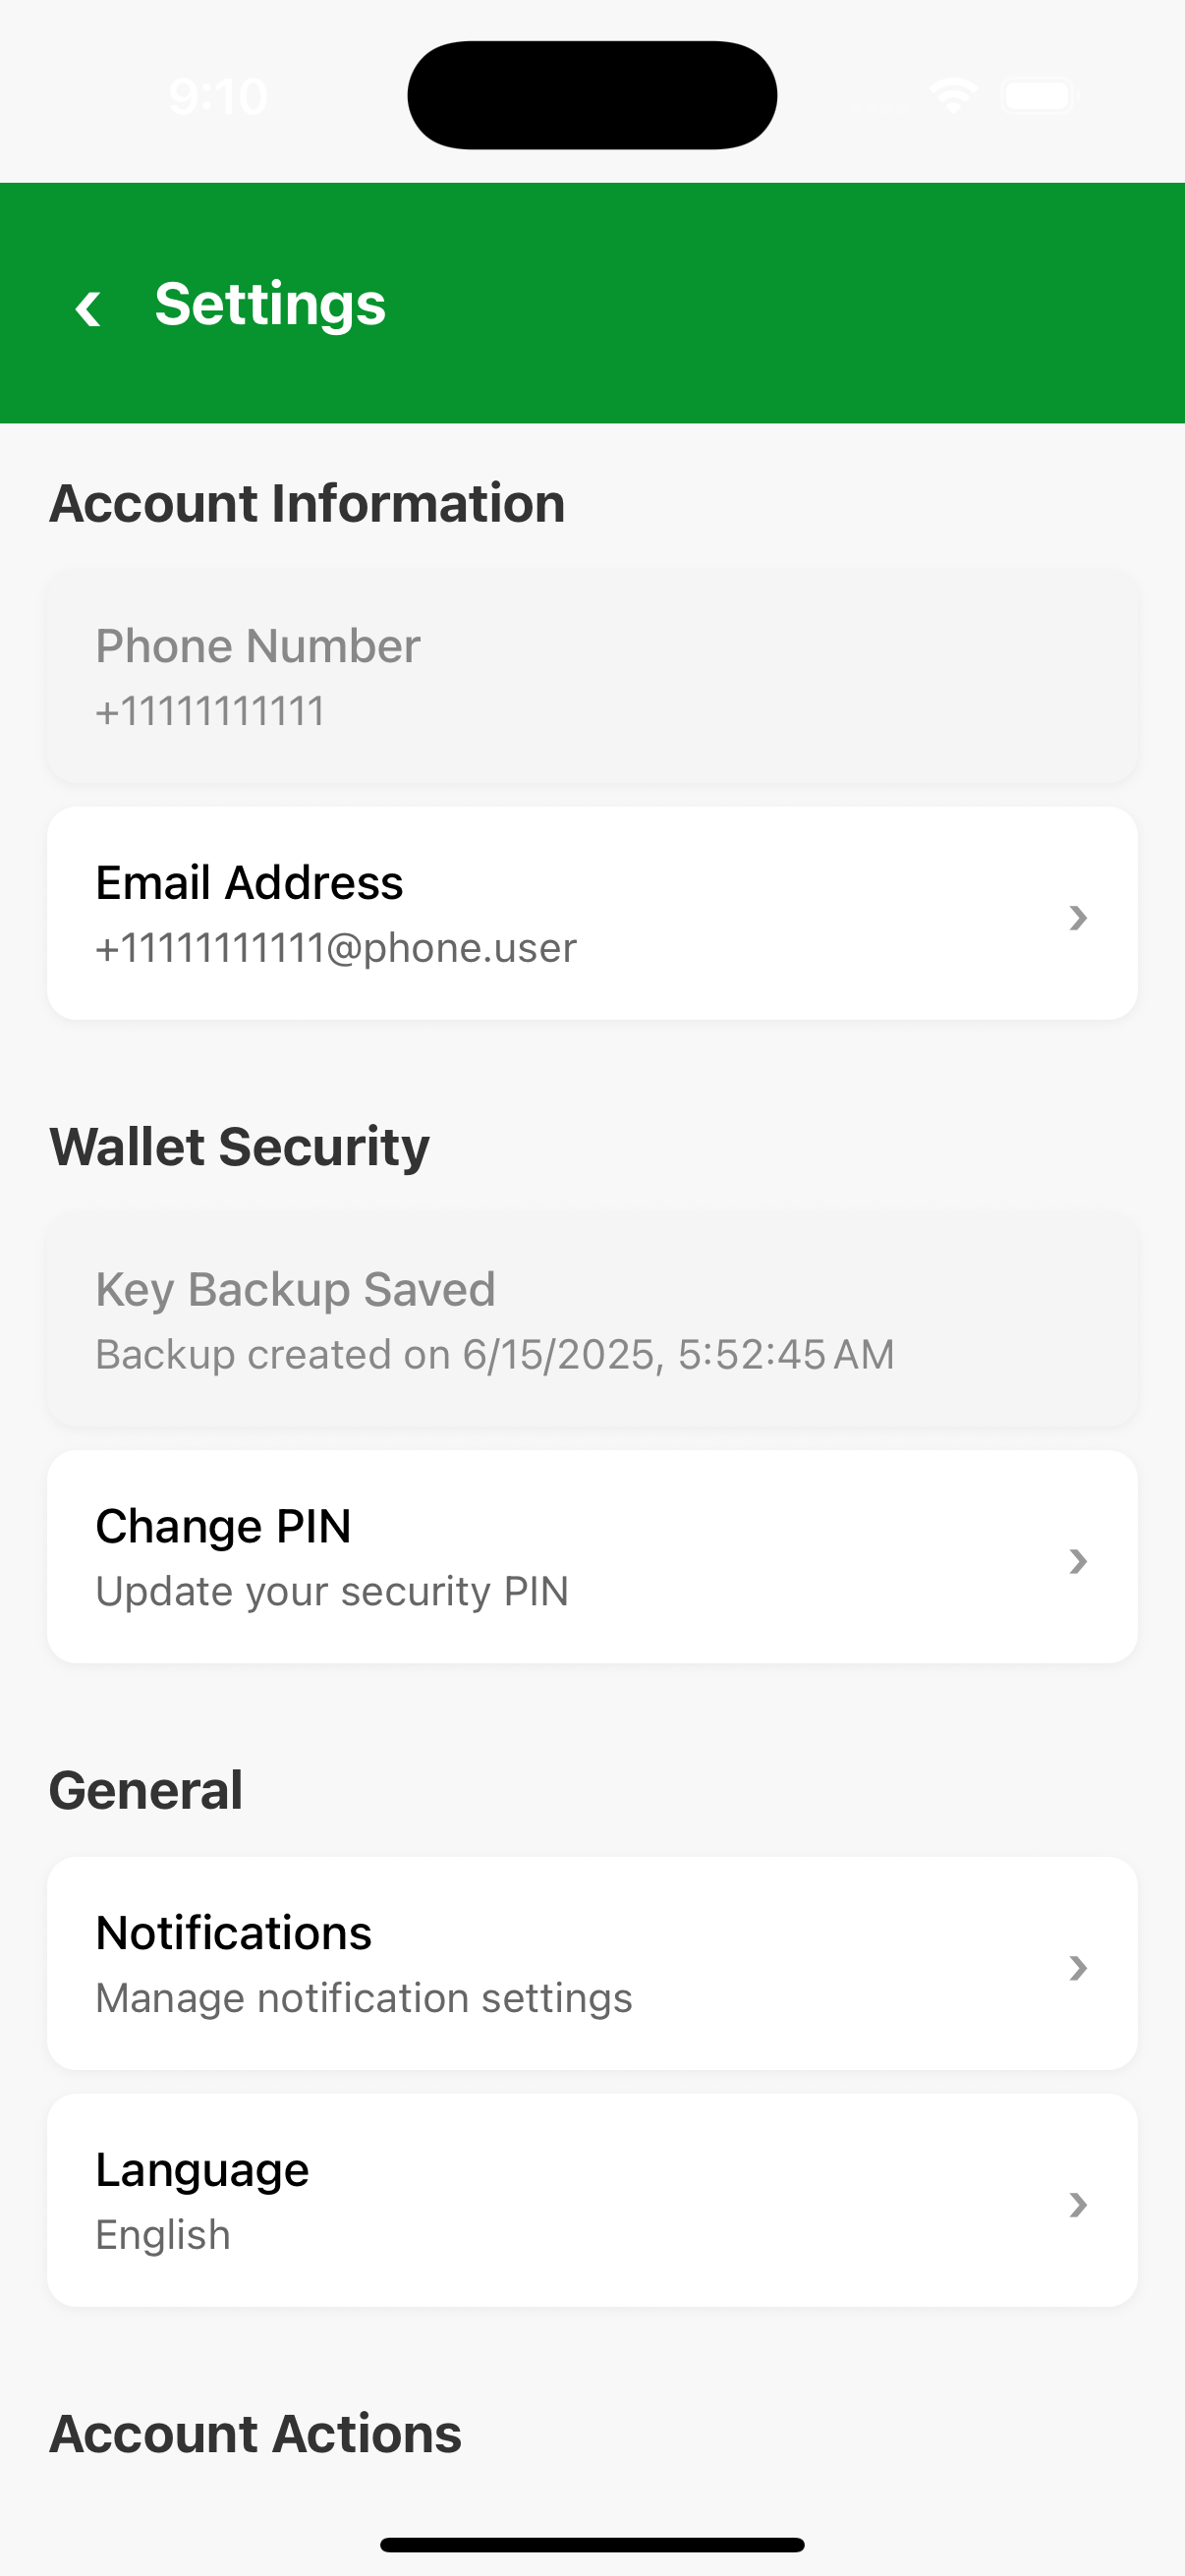 9:10
Settings
Account Information
Phone Number
+11111111111
Email Address
+11111111111@phone.user
Wallet Security
Key Backup Saved
Backup created on 6/15/2025, 5:52:45 AM
Change PIN
Update your security PIN
General
Notifications
Manage notification settings
Language
English
Account Actions